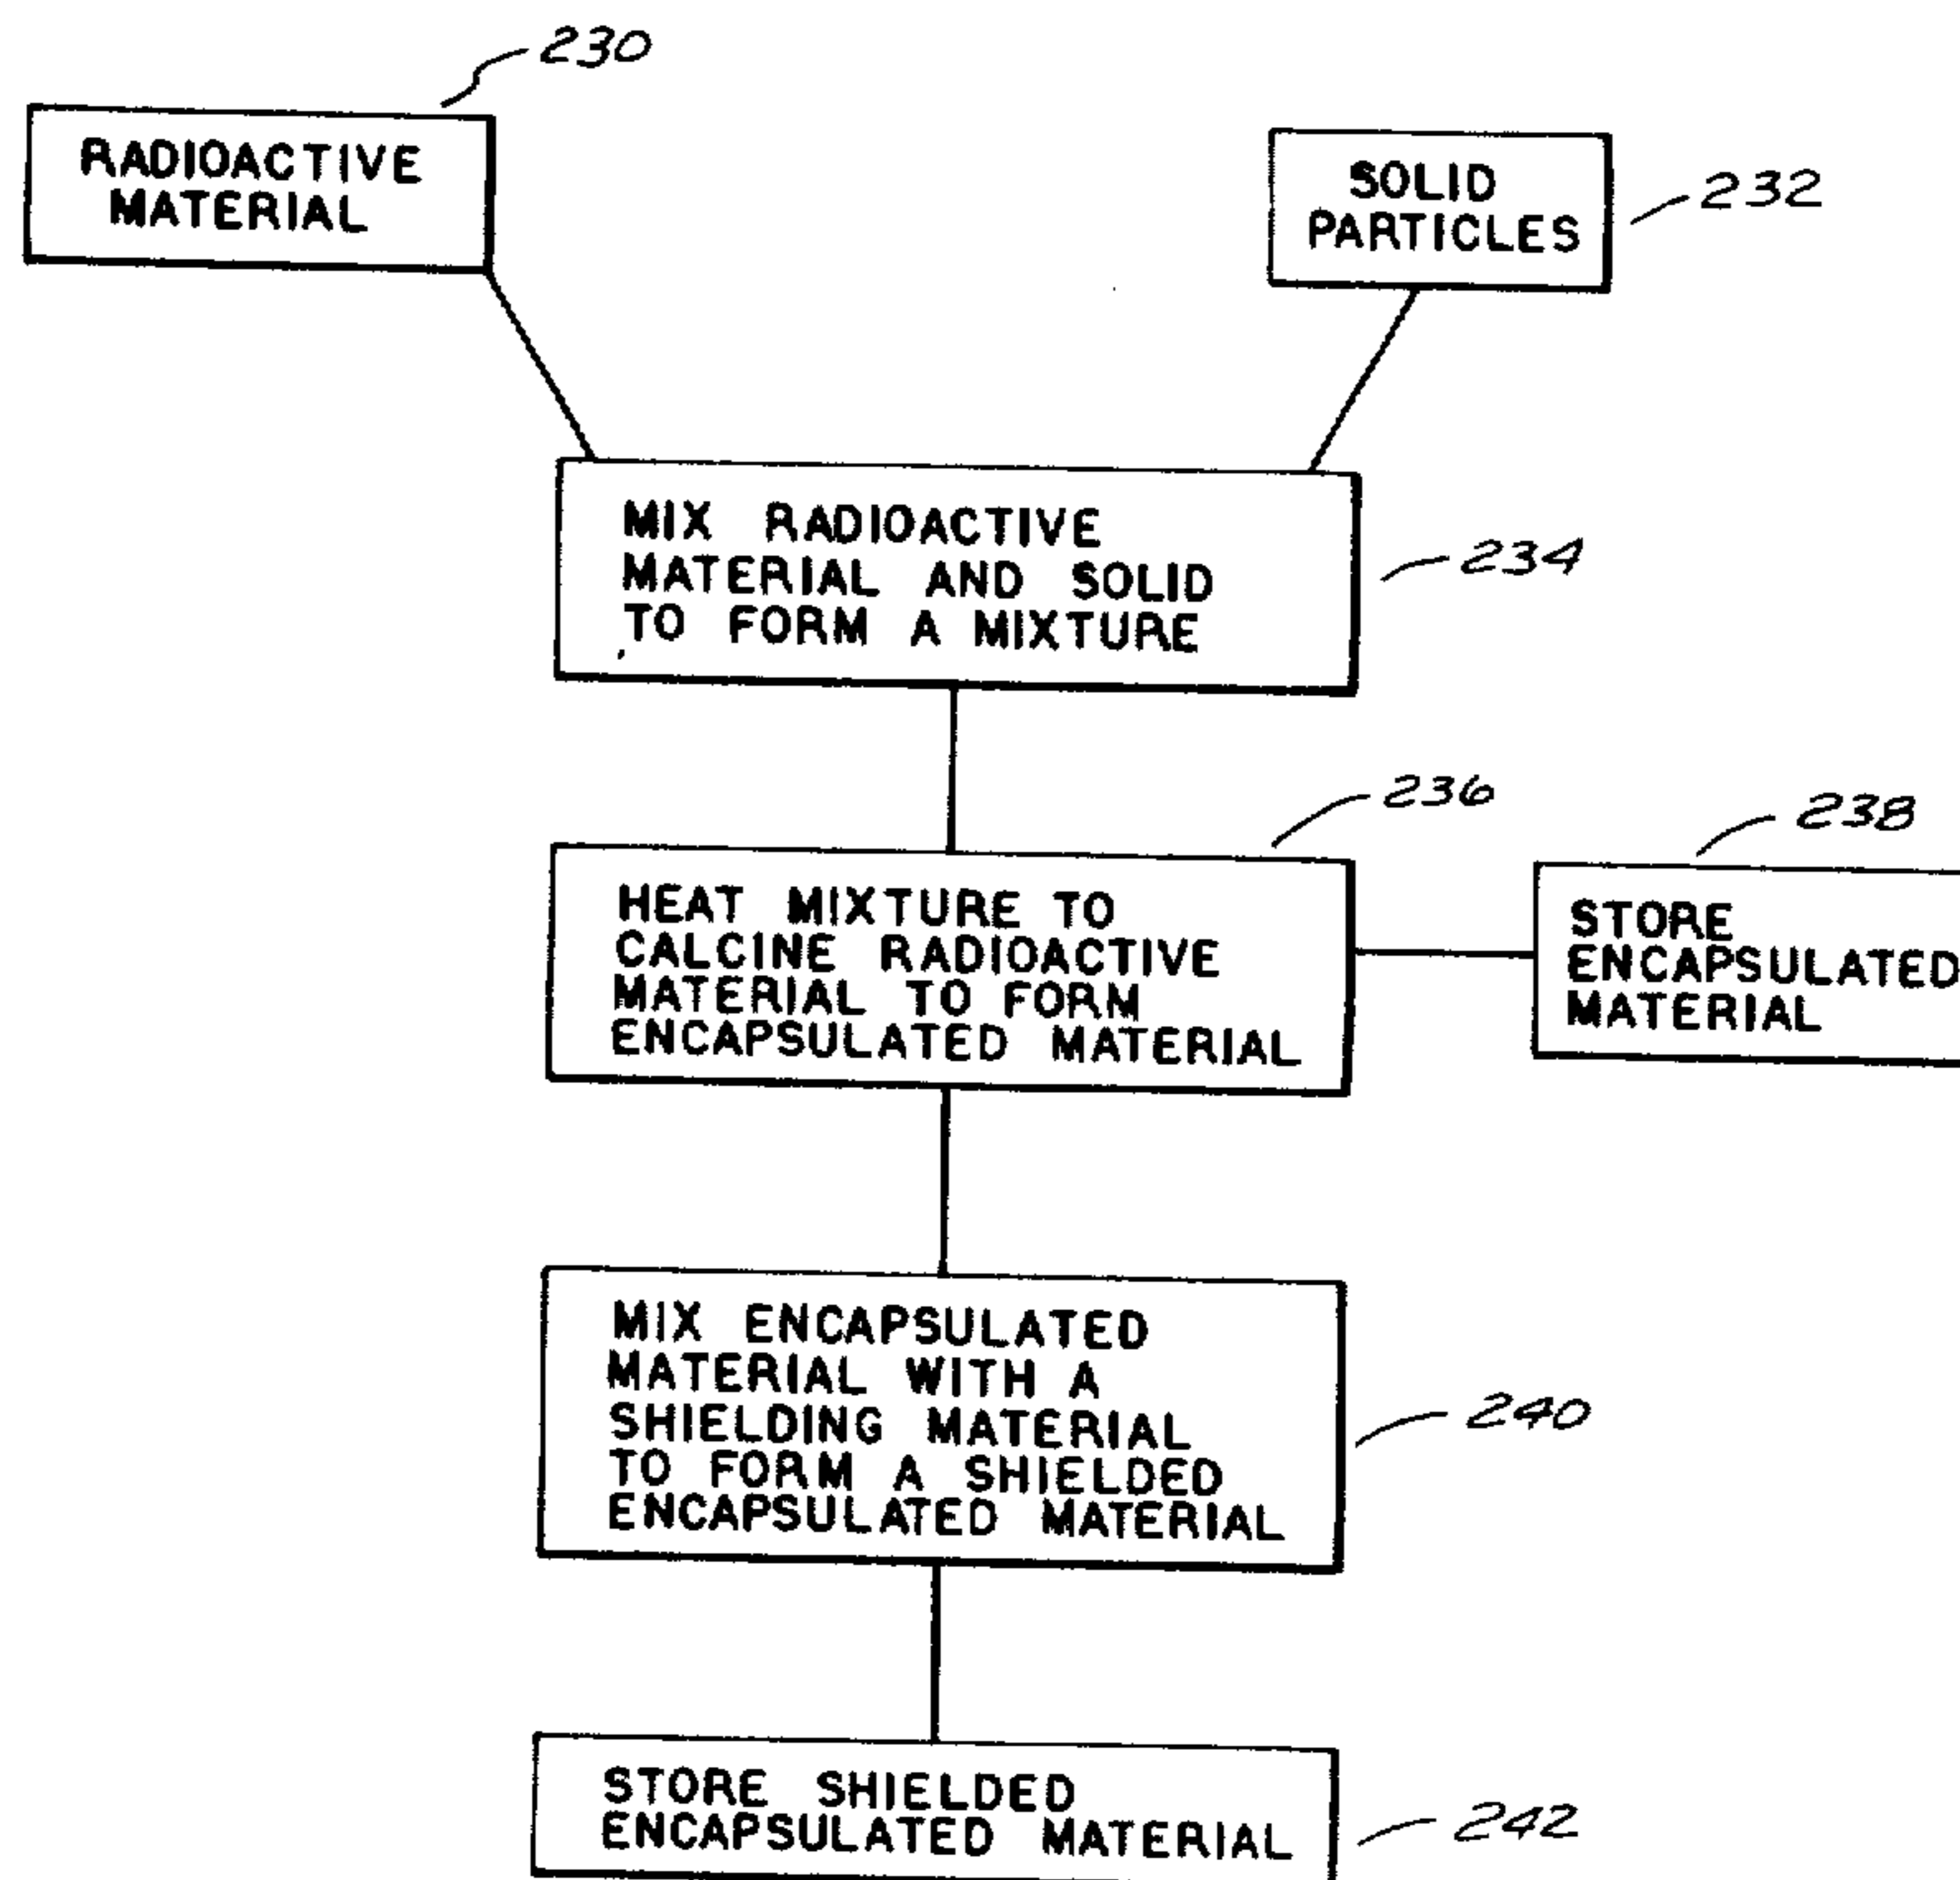 230
RADIOACTIVE
MATERIAL
SOLID
PARTICLES
232
MIX RADIOACTIVE
MATERIAL AND SOLID
TO FORM A MIXTURE
234
236
238
HEAT MIXTURE TO
CALCINE RADIOACTIVE
MATERIAL TO FORM
ENCAPSULATED MATERIAL
STORE
ENCAPSULATED
MATERIAL
MIX ENCAPSULATED
MATERIAL WITH A
SHIELDING MATERIAL
TO FORM A SHIELDED
ENCAPSULATED MATERIAL
240
STORE SHIELDED
ENCAPSULATED MATERIAL
242